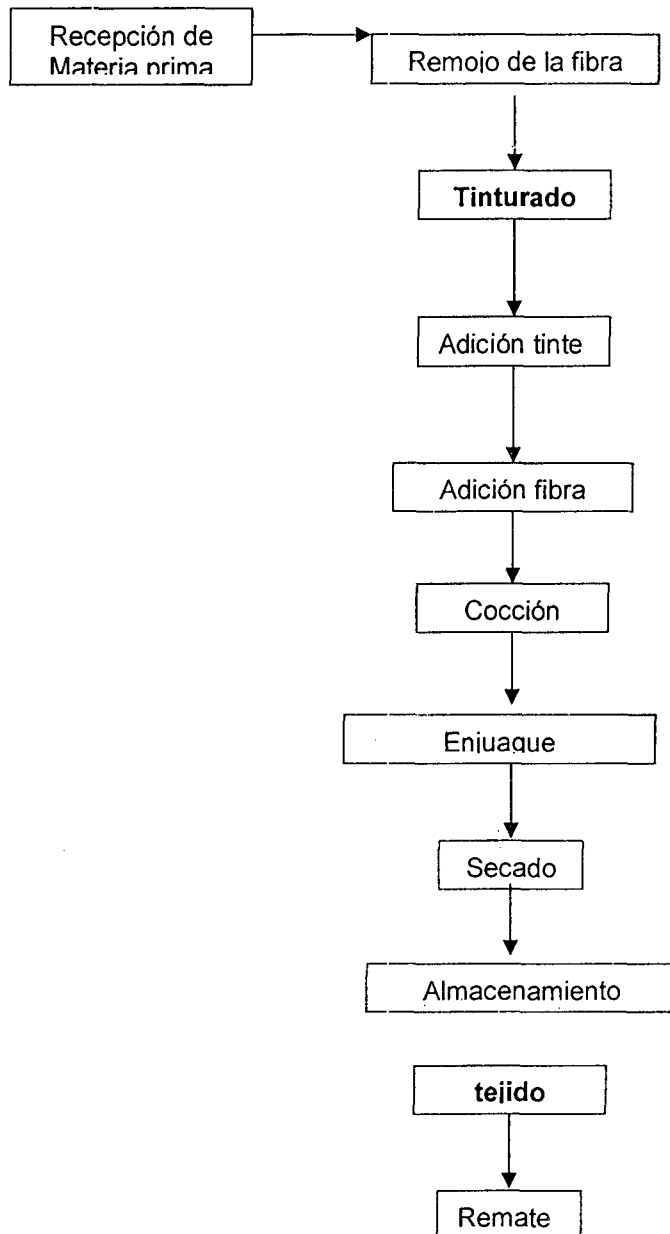 Recepción de
Materia prima
Remojo de la fibra
Tinturado
Adición tinte
Adición fibra
Cocción
Enjuague
Secado
Almacenamiento
tejido
Remate